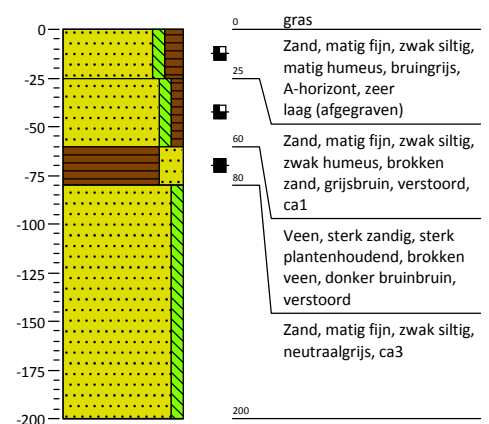 0
-25
-50
-75
-100
-125
-150
-175
-200
0
gras
Zand, matig fijn, zwak siltig,
matig humeus, bruingrijs,
A-horizont, zeer
laag (afgegraven)
25
Zand, matig fijn, zwak siltig,
zwak humeus, brokken
zand, grijsbruin, verstoord,
ca1
60
Veen, sterk zandig, sterk
plantenhoudend, brokken
veen, donker bruinbruin,
verstoord
80
Zand, matig fijn, zwak siltig,
neutraalgrijs, ca3
200